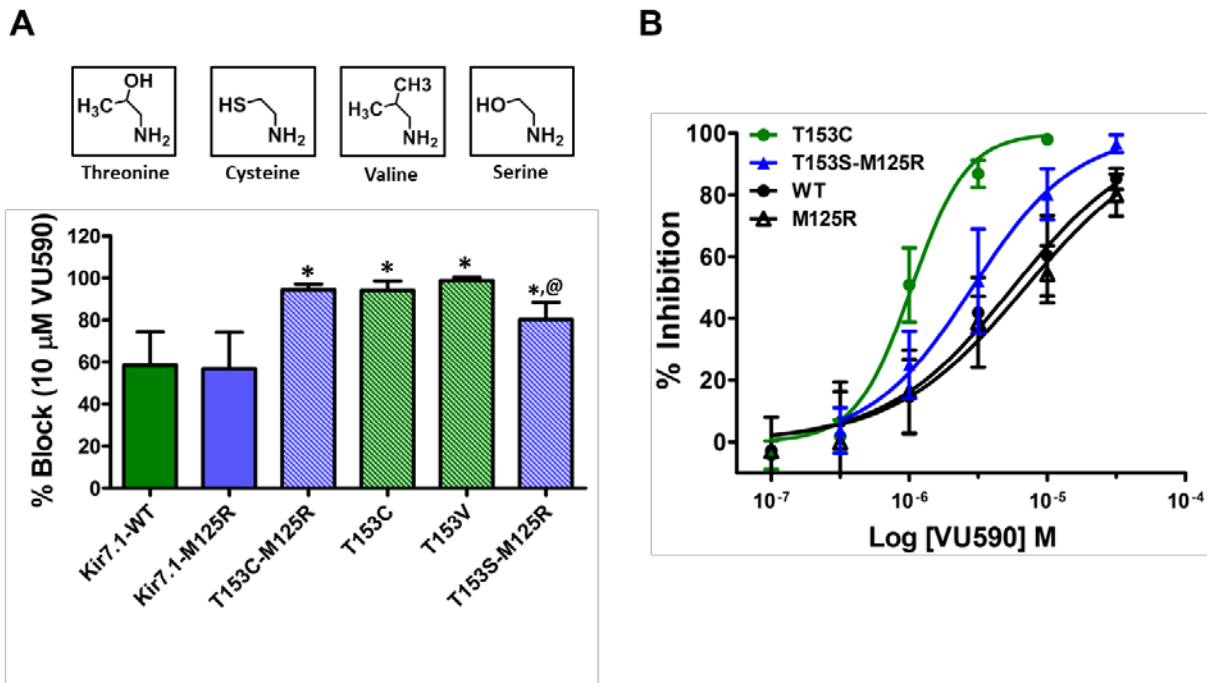 A
OH
H₃C
NH₂
Threonine
HS
NH₂
Cysteine
CH3
H₃C
NH₂
Valine
HO
NH₂
Serine
% Block (10 µM VU590)
120
100
80
60
40
20
0
*
*
*
*,@
Kir7.1-WT
Kir7.1-M125R
T153C-M125R
T153C
T153V
T153S-M125R
B
T153C
T153S-M125R
WT
M125R
% Inhibition
100
80
60
40
20
0
10⁻⁷
10⁻⁶
10⁻⁵
10⁻⁴
Log [VU590] M